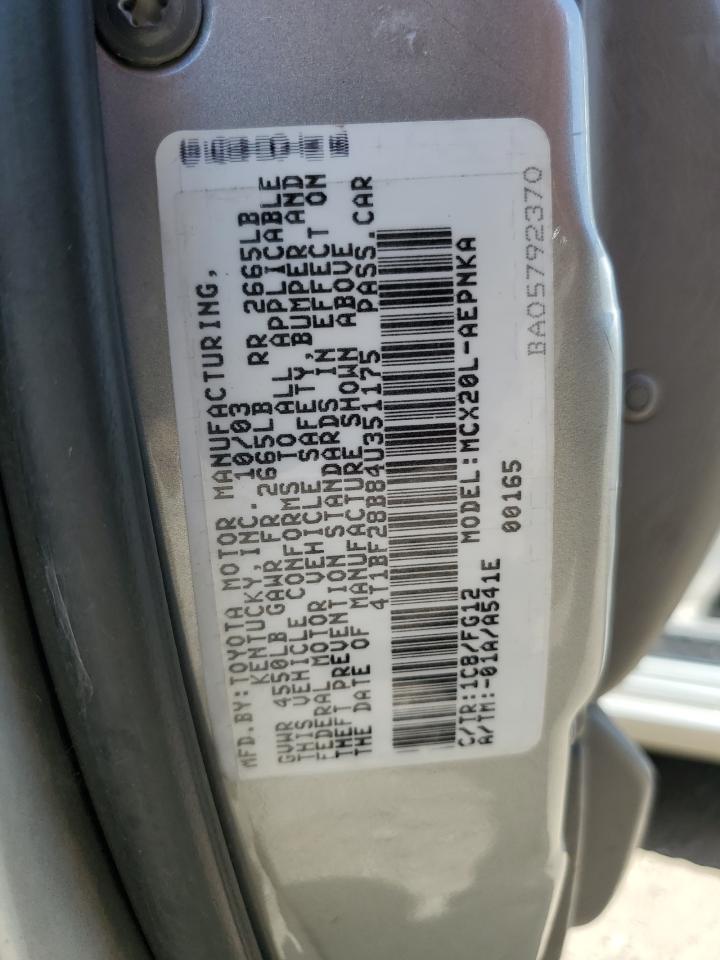 MFD.BY:TOYOTA MOTOR MANUFACTURING,
KENTUCKY,INC. 10/03
GVWR 4550LB GAWR FR 2665LB RR 2665LB
THIS VEHICLE CONFORMS TO ALL APPLICABLE
FEDERAL MOTOR VEHICLE SAFETY,BUMPER AND
THEFT PREVENTION STANDARDS IN EFFECT ON
THE DATE OF MANUFACTURE SHOWN ABOVE
4T1BF28B84U351175 PASS.CAR
C/TR:1C8/FG12 MODEL:MCX20L-AEPNKA
A/TM:-01A/A541E 00165
BA05792370